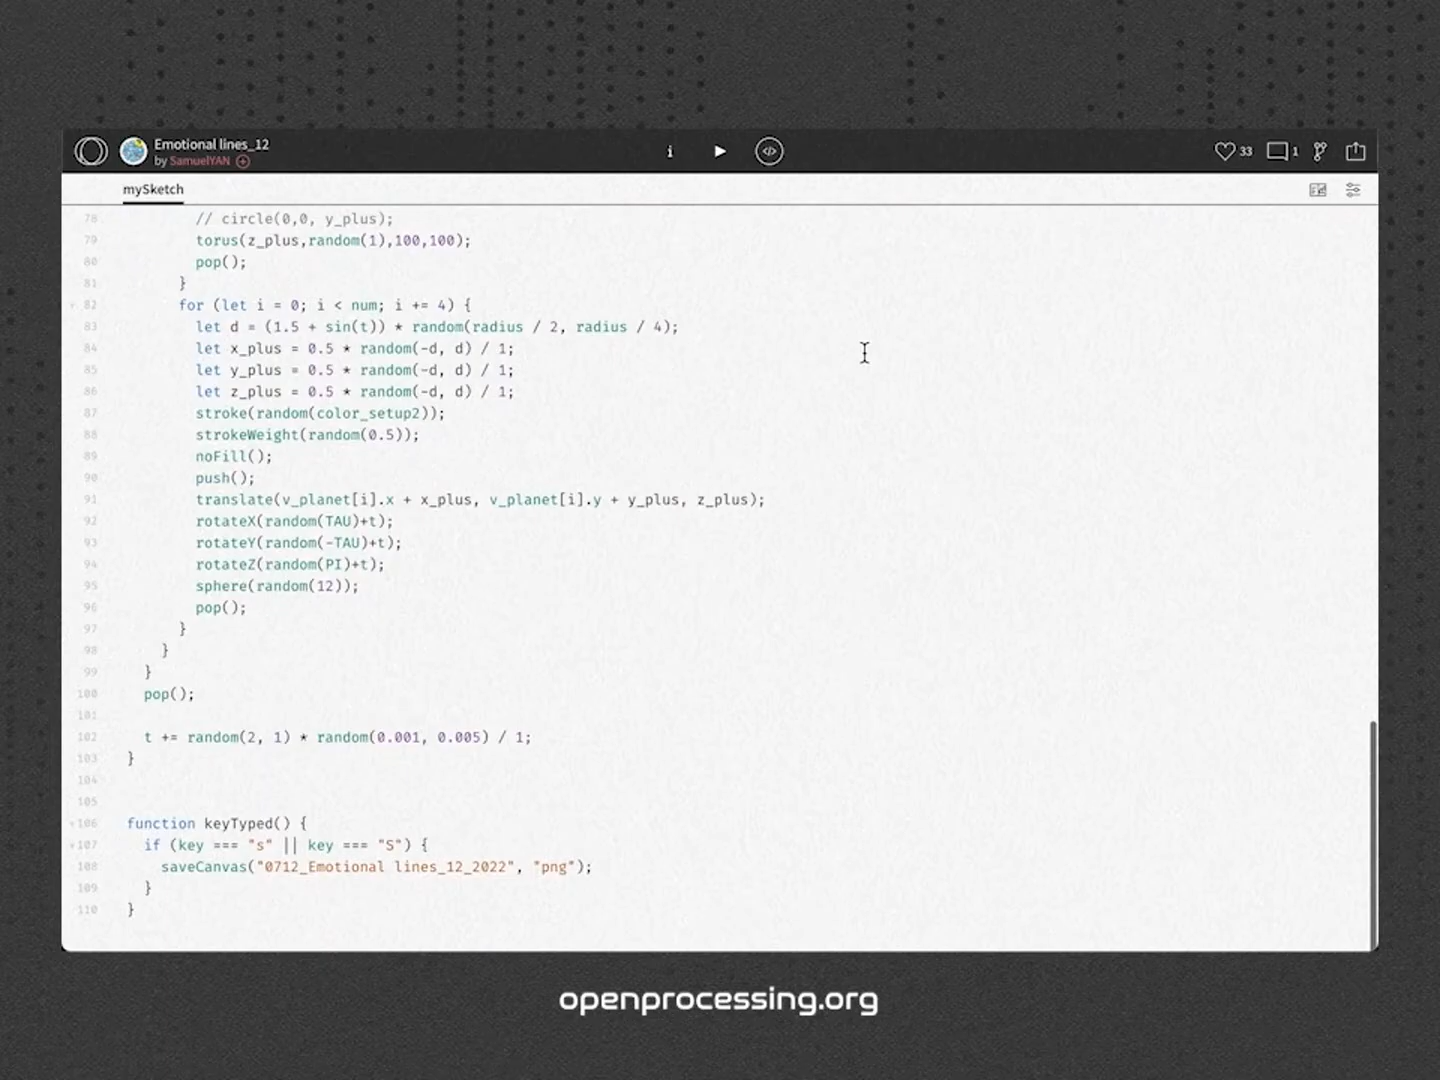 Emotional lines_12
by SamuelYAN
33
1
mySketch
78 // circle(0,0, y_plus);
79 torus(z_plus,random(1),100,100);
80 pop();
81 }
82 for (let i = 0; i < num; i += 4) {
83 let d = (1.5 + sin(t)) * random(radius / 2, radius / 4);
84 let x_plus = 0.5 * random(-d, d) / 1;
85 let y_plus = 0.5 * random(-d, d) / 1;
86 let z_plus = 0.5 * random(-d, d) / 1;
87 stroke(random(color_setup2));
88 strokeWeight(random(0.5));
89 noFill();
90 push();
91 translate(v_planet[i].x + x_plus, v_planet[i].y + y_plus, z_plus);
92 rotateX(random(TAU)+t);
93 rotateY(random(-TAU)+t);
94 rotateZ(random(PI)+t);
95 sphere(random(12));
96 pop();
97 }
98 }
99 }
100 pop();
101
102 t += random(2, 1) * random(0.001, 0.005) / 1;
103 }
104
105
106 function keyTyped() {
107 if (key === "s" || key === "S") {
108 saveCanvas("0712_Emotional lines_12_2022", "png");
109 }
110 }
openprocessing.org